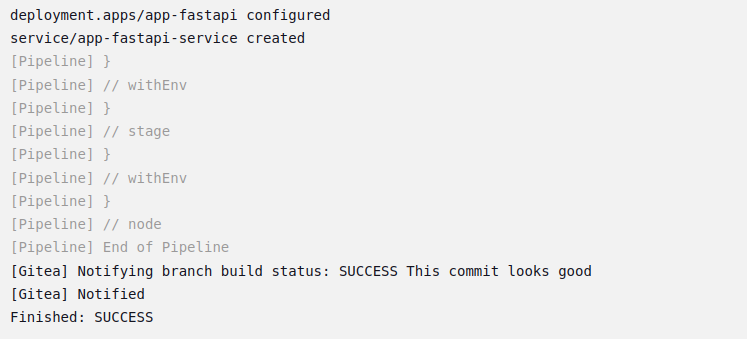 deployment.apps/app-fastapi configured
service/app-fastapi-service created
[Pipeline] }
[Pipeline] // withEnv
[Pipeline] }
[Pipeline] // stage
[Pipeline] }
[Pipeline] // withEnv
[Pipeline] }
[Pipeline] // node
[Pipeline] End of Pipeline
[Gitea] Notifying branch build status: SUCCESS This commit looks good
[Gitea] Notified
Finished: SUCCESS